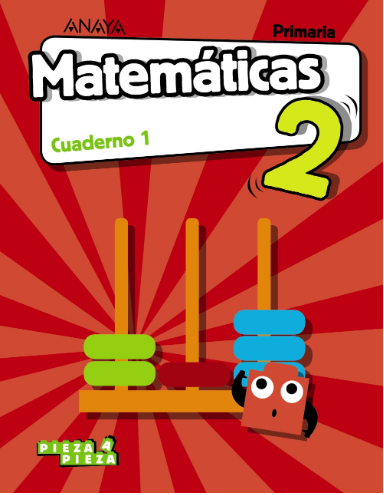 ANAYA
Primaria
Matemáticas
2
Cuaderno 1
PIEZA A
PIEZA